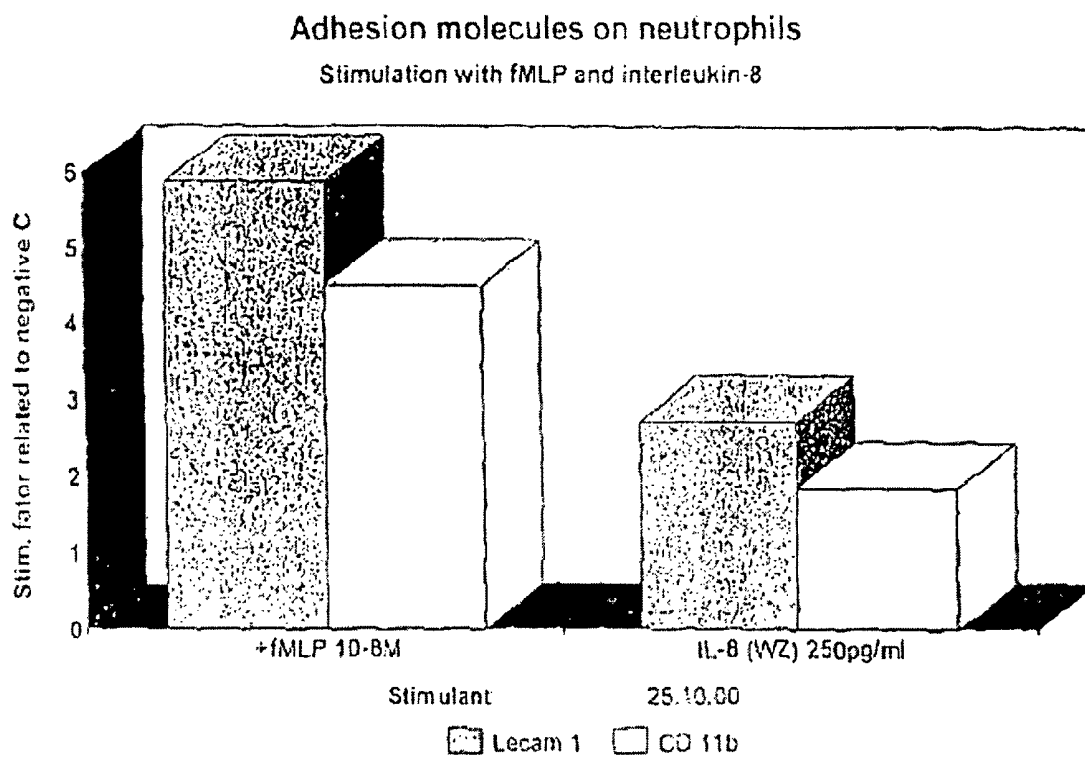 Adhesion molecules on neutrophils
Stimulation with fMLP and interleukin-8
Stim. fator related to negative C
6
5
4
3
2
1
0
+fMLP 10-8M
IL-8 (WZ) 250pg/ml
Stimulant 25.10.00
Lecam 1 CD 11b